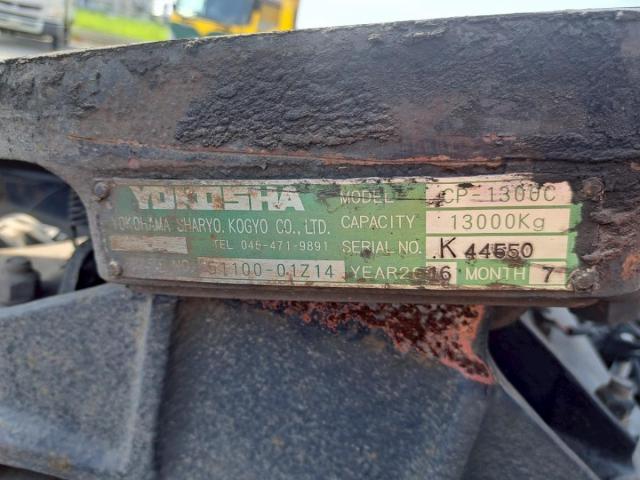 YOKOSHA
YOKOHAMA SHARYO. KOGYO CO., LTD.
TEL 045-471-9891
NO. 51100-01Z14
MODEL CP-1300C
CAPACITY 13000Kg
SERIAL NO. K 44550
YEAR 2016 MONTH 7